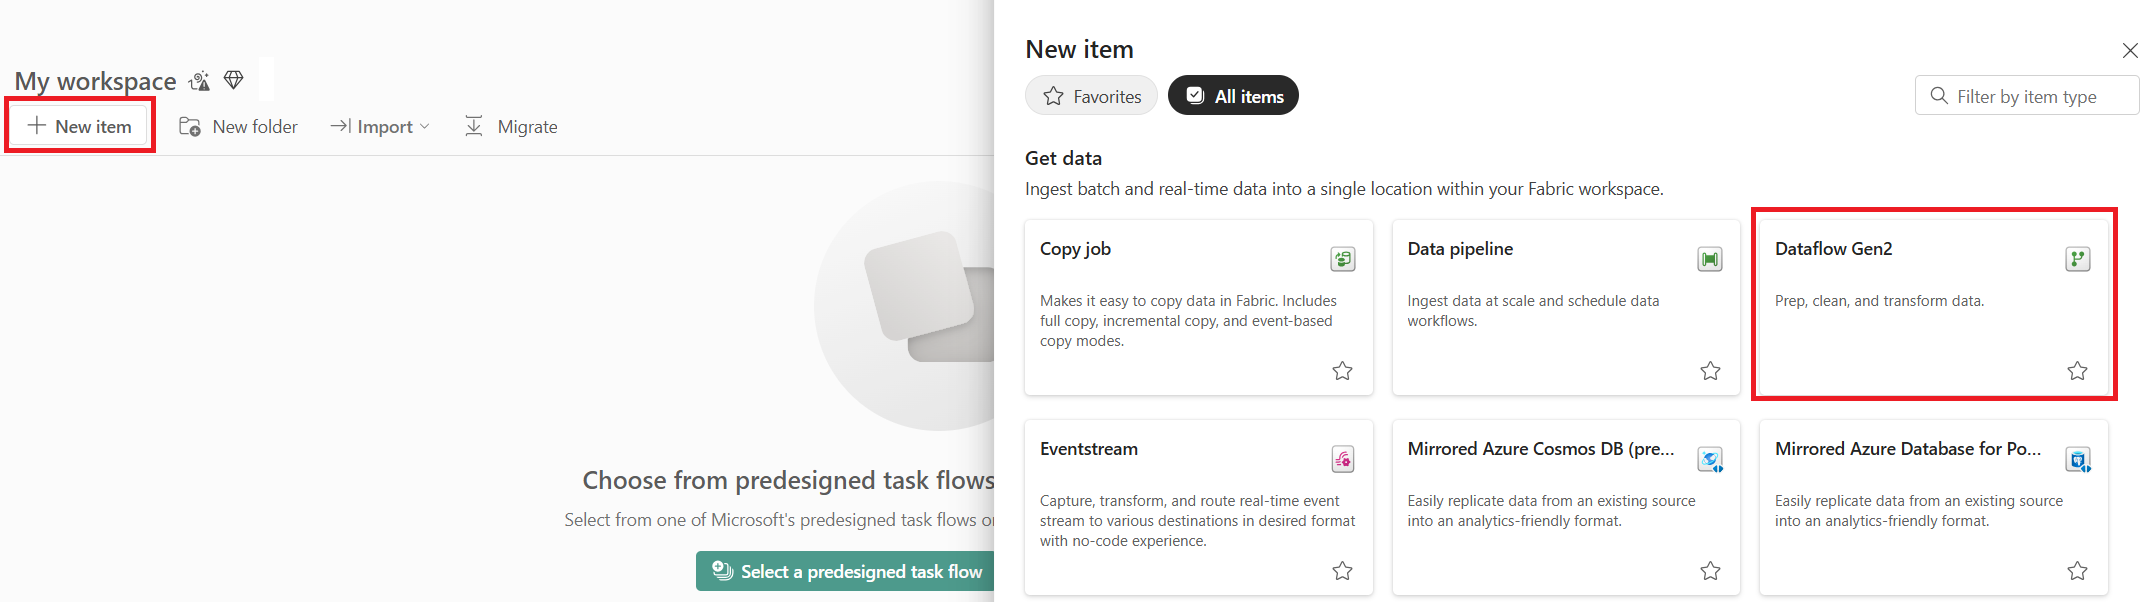 My workspace
New item
New folder
Import
Migrate
Choose from predesigned task flows
Select from one of Microsoft's predesigned task flows
Select a predesigned task flow
New item
Favorites
All items
Filter by item type
Get data
Ingest batch and real-time data into a single location within your Fabric workspace.
Copy job
Makes it easy to copy data in Fabric. Includes
full copy, incremental copy, and event-based
copy modes.
Data pipeline
Ingest data at scale and schedule data
workflows.
Dataflow Gen2
Prep, clean, and transform data.
Eventstream
Capture, transform, and route real-time event
stream to various destinations in desired format
with no-code experience.
Mirrored Azure Cosmos DB (pre...
Easily replicate data from an existing source
into an analytics-friendly format.
Mirrored Azure Database for Po...
Easily replicate data from an existing source
into an analytics-friendly format.